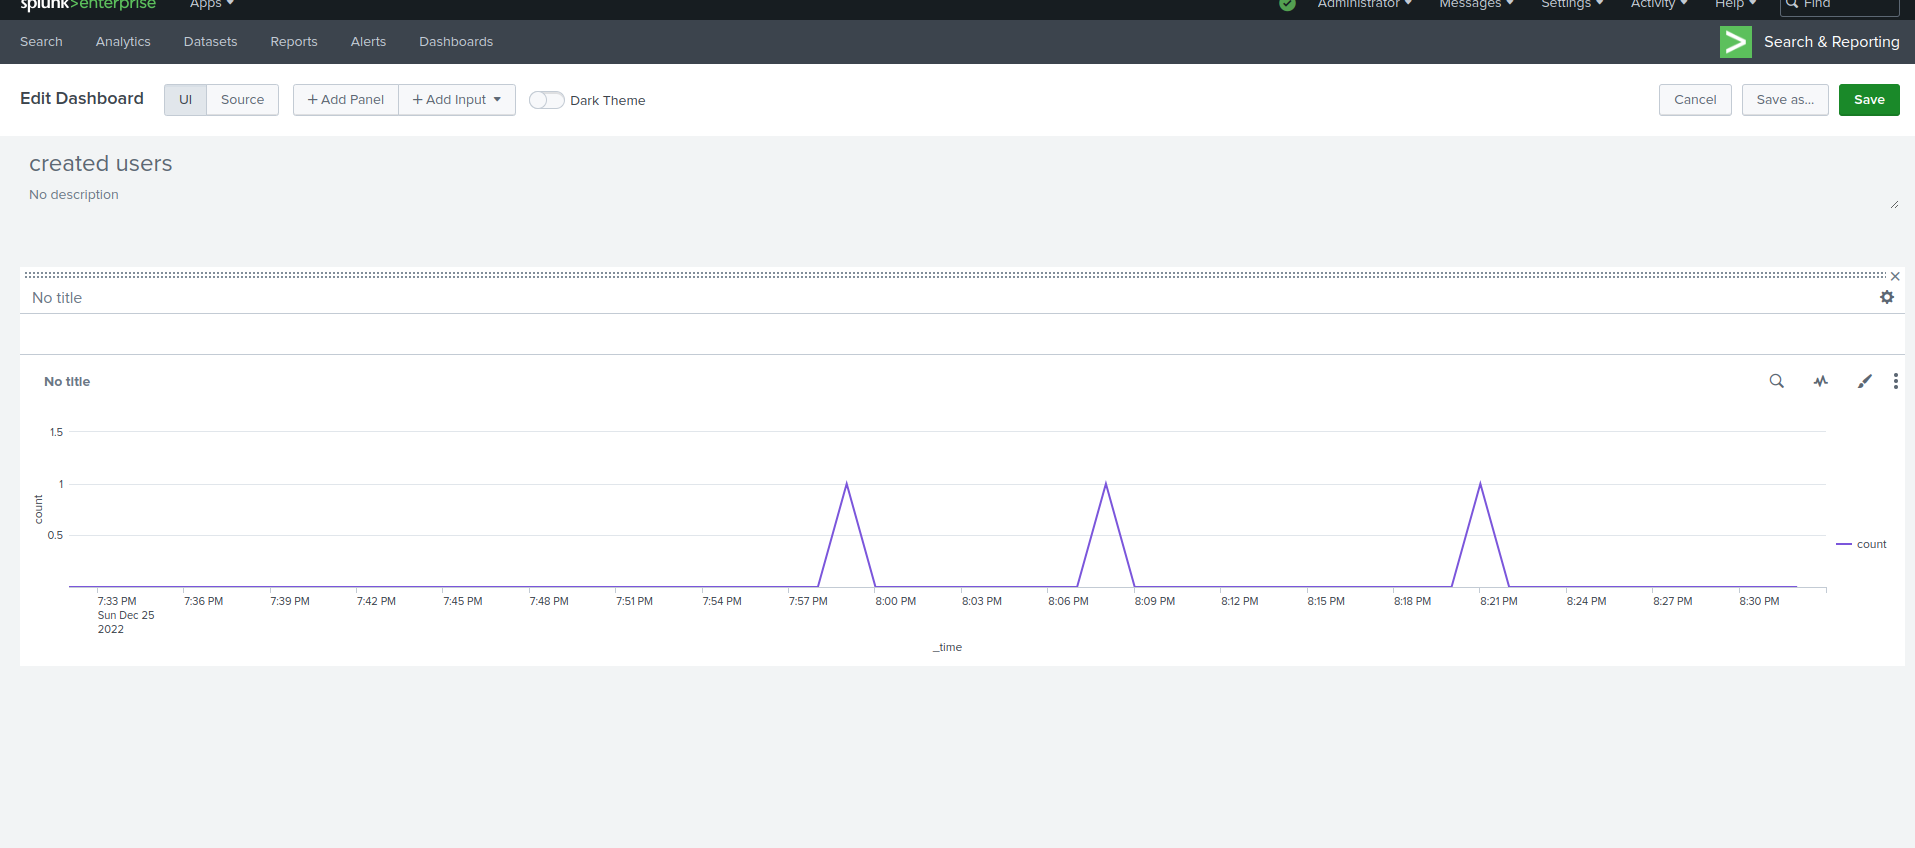 splunk>enterprise Apps Administrator Messages Settings Activity Help Find
Search Analytics Datasets Reports Alerts Dashboards Search & Reporting
Edit Dashboard UI Source + Add Panel + Add Input Dark Theme Cancel Save as... Save
created users
No description
No title
No title
1.5
1
0.5
count
count
7:33 PM 7:36 PM 7:39 PM 7:42 PM 7:45 PM 7:48 PM 7:51 PM 7:54 PM 7:57 PM 8:00 PM 8:03 PM 8:06 PM 8:09 PM 8:12 PM 8:15 PM 8:18 PM 8:21 PM 8:24 PM 8:27 PM 8:30 PM
Sun Dec 25
2022
_time